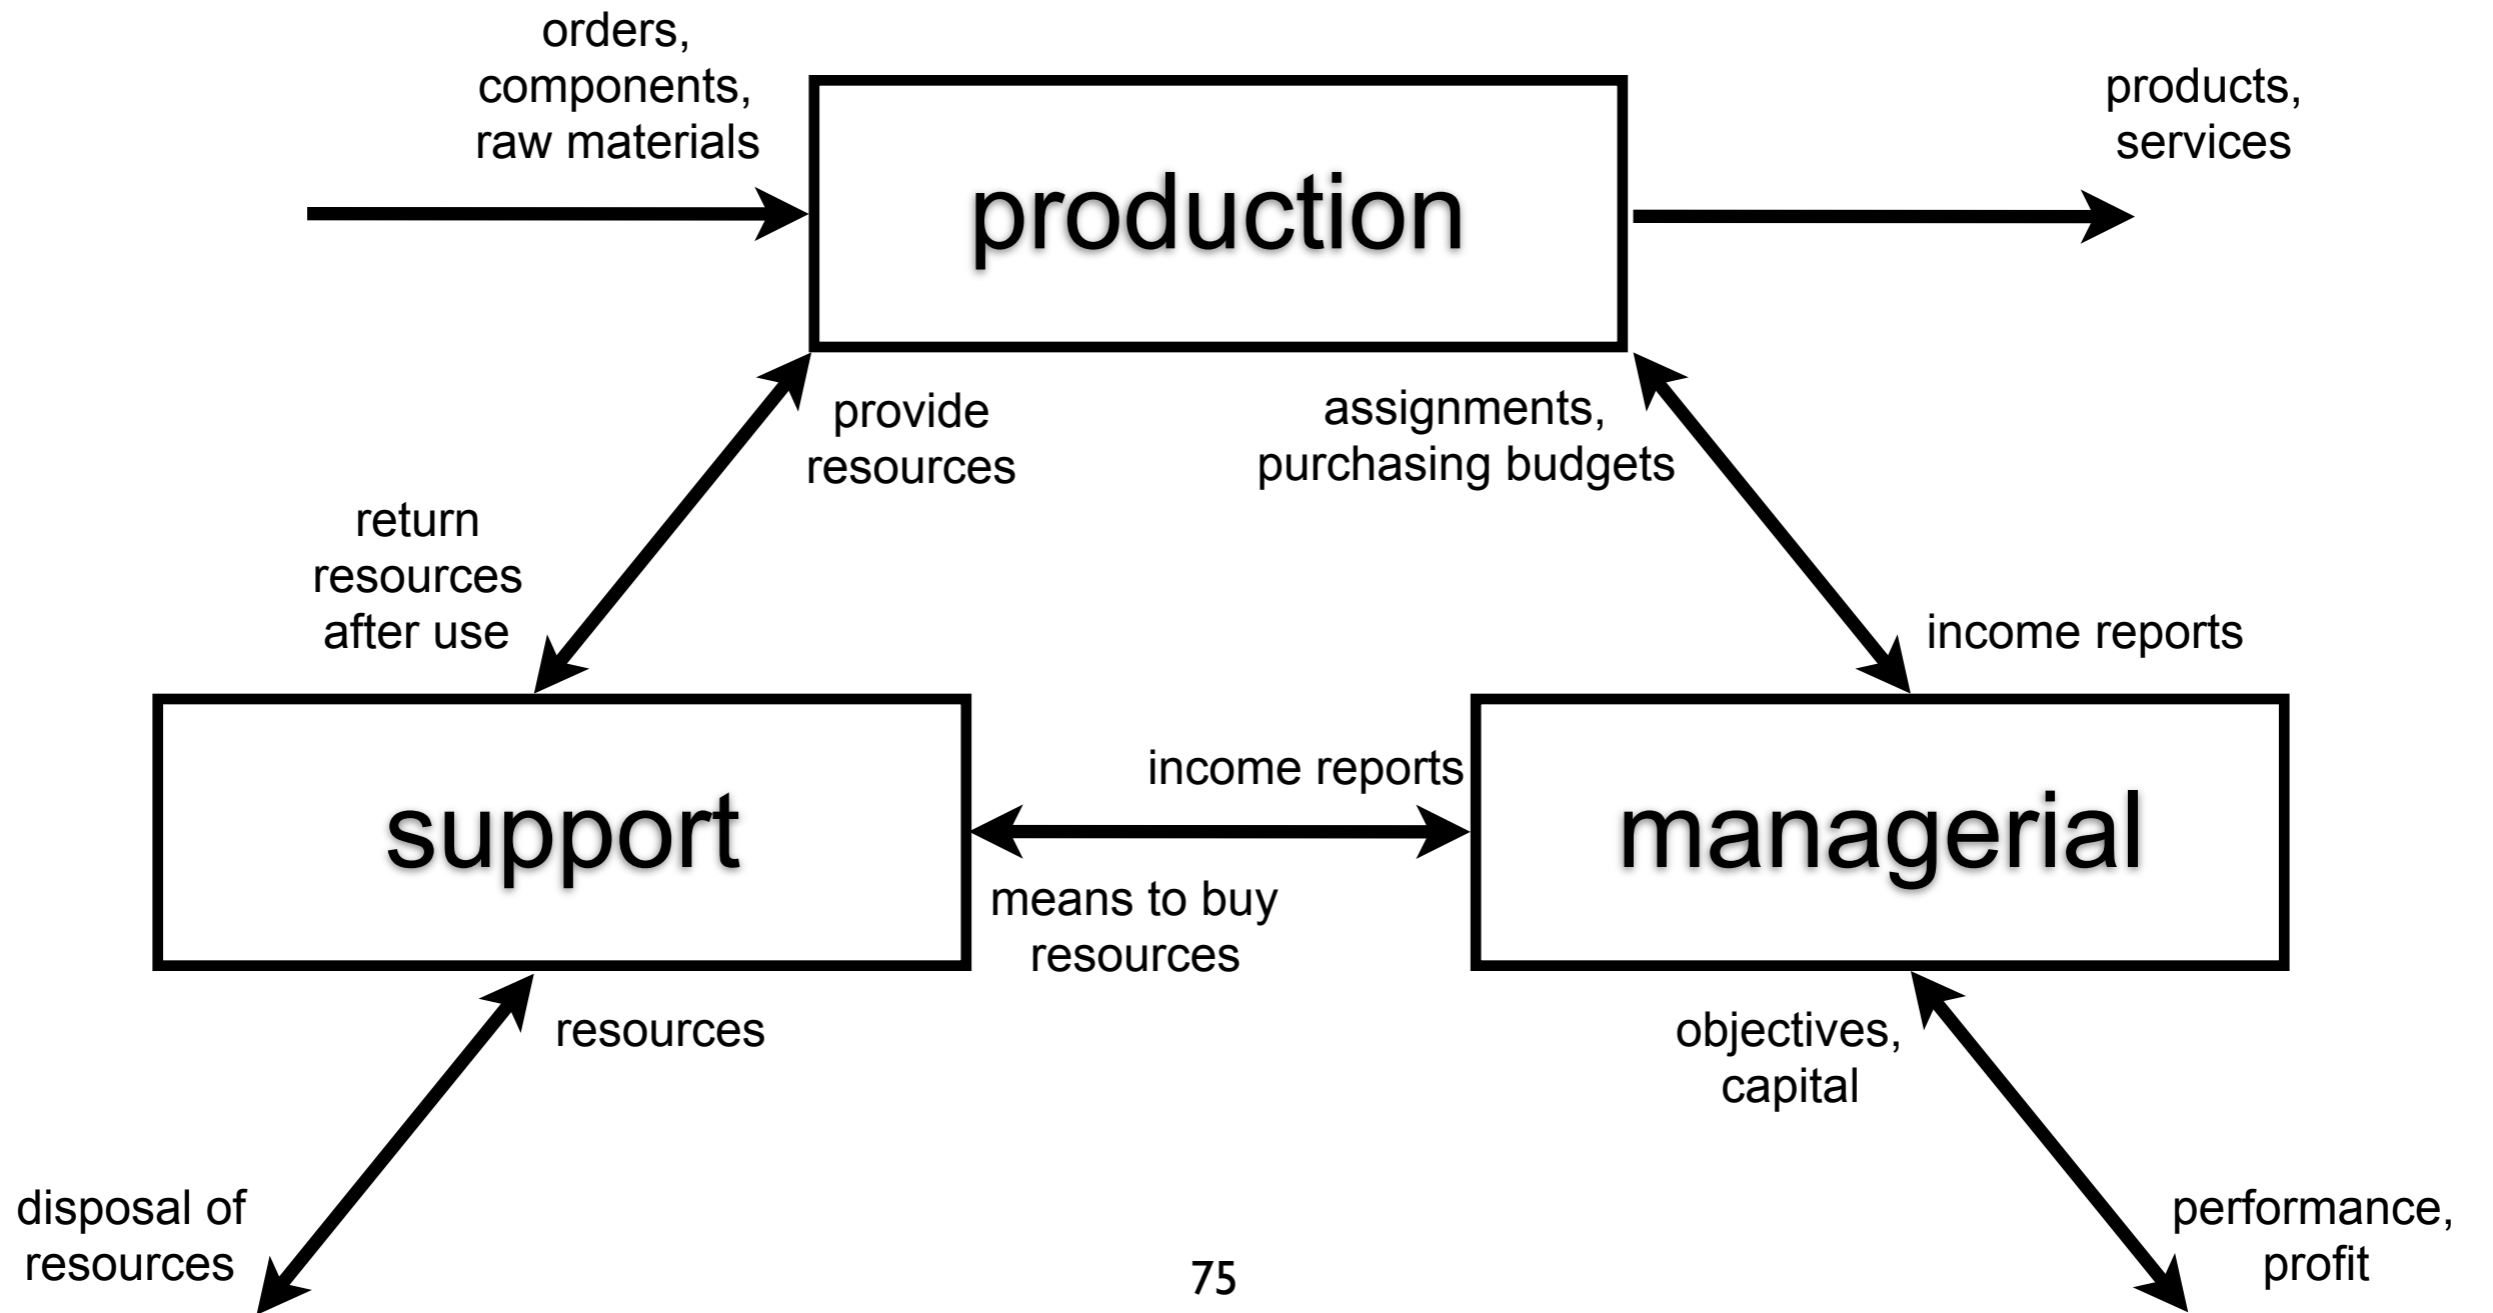 orders,
components,
raw materials
products,
services
production
provide
resources
assignments,
purchasing budgets
return
resources
after use
income reports
income reports
support
managerial
means to buy
resources
resources
objectives,
capital
disposal of
resources
performance,
profit
75